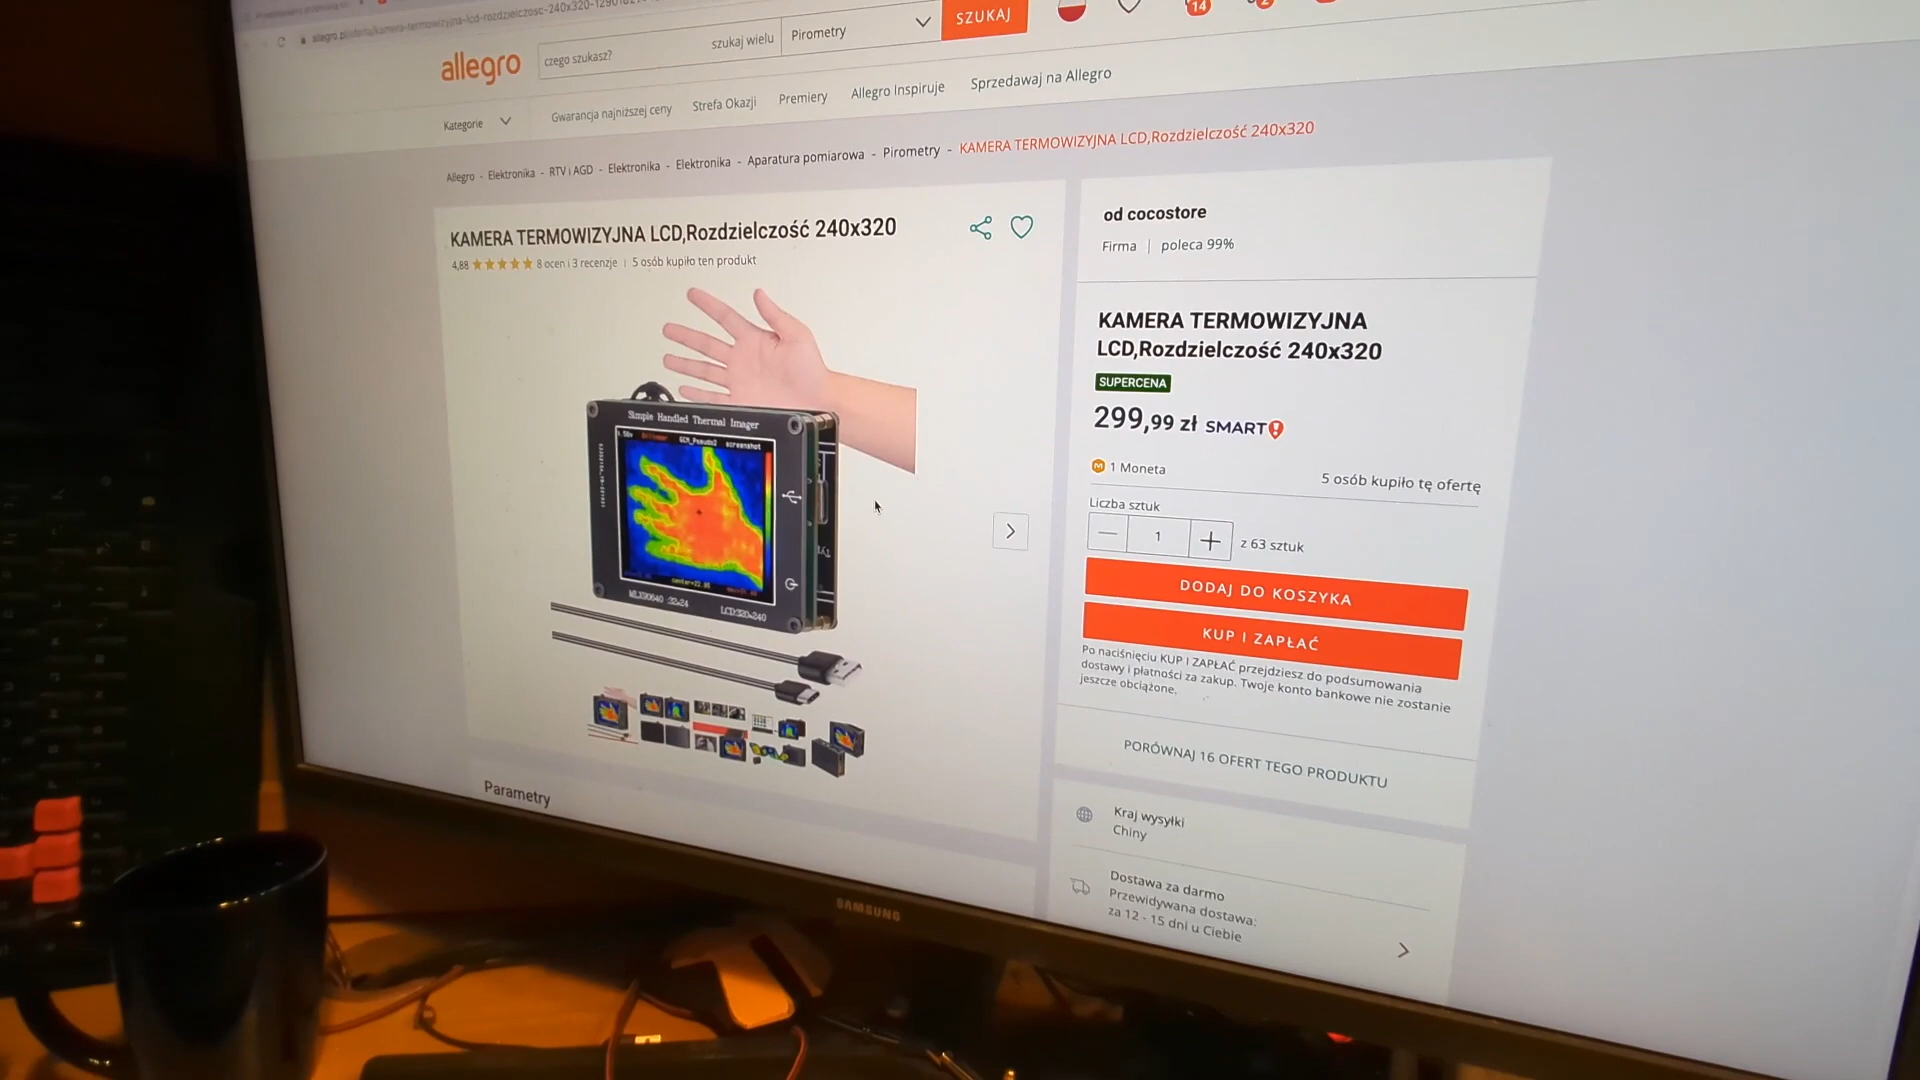 allegro
czego szukasz?
szukaj wielu
Pirometry
SZUKAJ
14
2
Kategorie
Gwarancja najniższej ceny
Strefa Okazji
Premiery
Allegro Inspiruje
Sprzedawaj na Allegro
Allegro - Elektronika - RTV i AGD - Elektronika - Elektronika - Aparatura pomiarowa - Pirometry - KAMERA TERMOWIZYJNA LCD,Rozdzielczość 240x320
KAMERA TERMOWIZYJNA LCD,Rozdzielczość 240x320
4,88
8 ocen i 3 recenzje | 5 osób kupiło ten produkt
Simple Handled Thermal Imager
screenshot
MLX90640 32x24
LCD:320x240
Parametry
od cocostore
Firma | poleca 99%
KAMERA TERMOWIZYJNA
LCD,Rozdzielczość 240x320
SUPERCENA
299,99 zł SMART!
1 Moneta
5 osób kupiło tę ofertę
Liczba sztuk
1
z 63 sztuk
DODAJ DO KOSZYKA
KUP I ZAPŁAĆ
Po naciśnięciu KUP I ZAPŁAĆ przejdziesz do podsumowania
dostawy i płatności za zakup. Twoje konto bankowe nie zostanie
jeszcze obciążone.
PORÓWNAJ 16 OFERT TEGO PRODUKTU
Kraj wysyłki
Chiny
Dostawa za darmo
Przewidywana dostawa:
za 12 - 15 dni u Ciebie
SAMSUNG